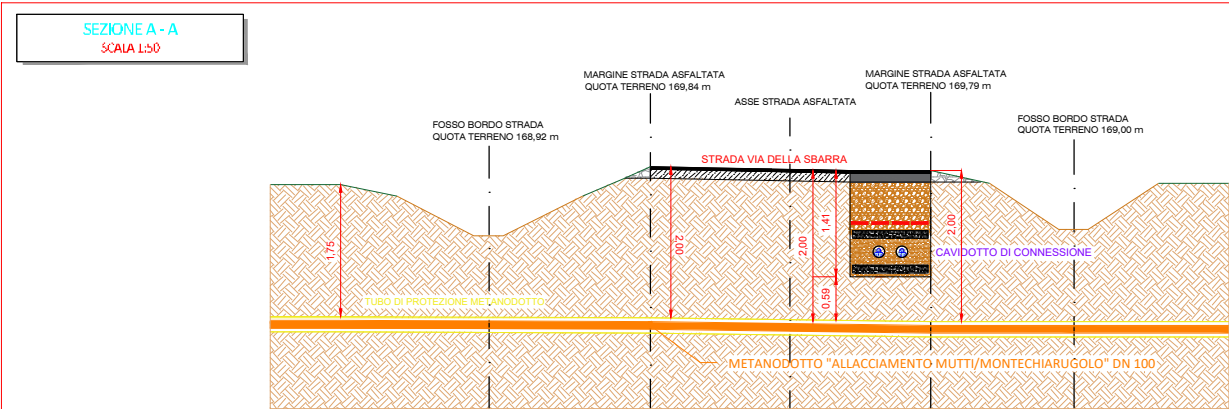 SEZIONE A - A
SCALA 1:50
MARGINE STRADA ASFALTATA
QUOTA TERRENO 169,84 m
MARGINE STRADA ASFALTATA
QUOTA TERRENO 169,79 m
ASSE STRADA ASFALTATA
FOSSO BORDO STRADA
QUOTA TERRENO 168,92 m
FOSSO BORDO STRADA
QUOTA TERRENO 169,00 m
STRADA VIA DELLA SBARRA
1,75
2,00
2,00
1,41
0,59
2,00
CAVIDOTTO DI CONNESSIONE
TUBO DI PROTEZIONE METANODOTTO
METANODOTTO "ALLACCIAMENTO MUTTI/MONTECHIARUGOLO" DN 100